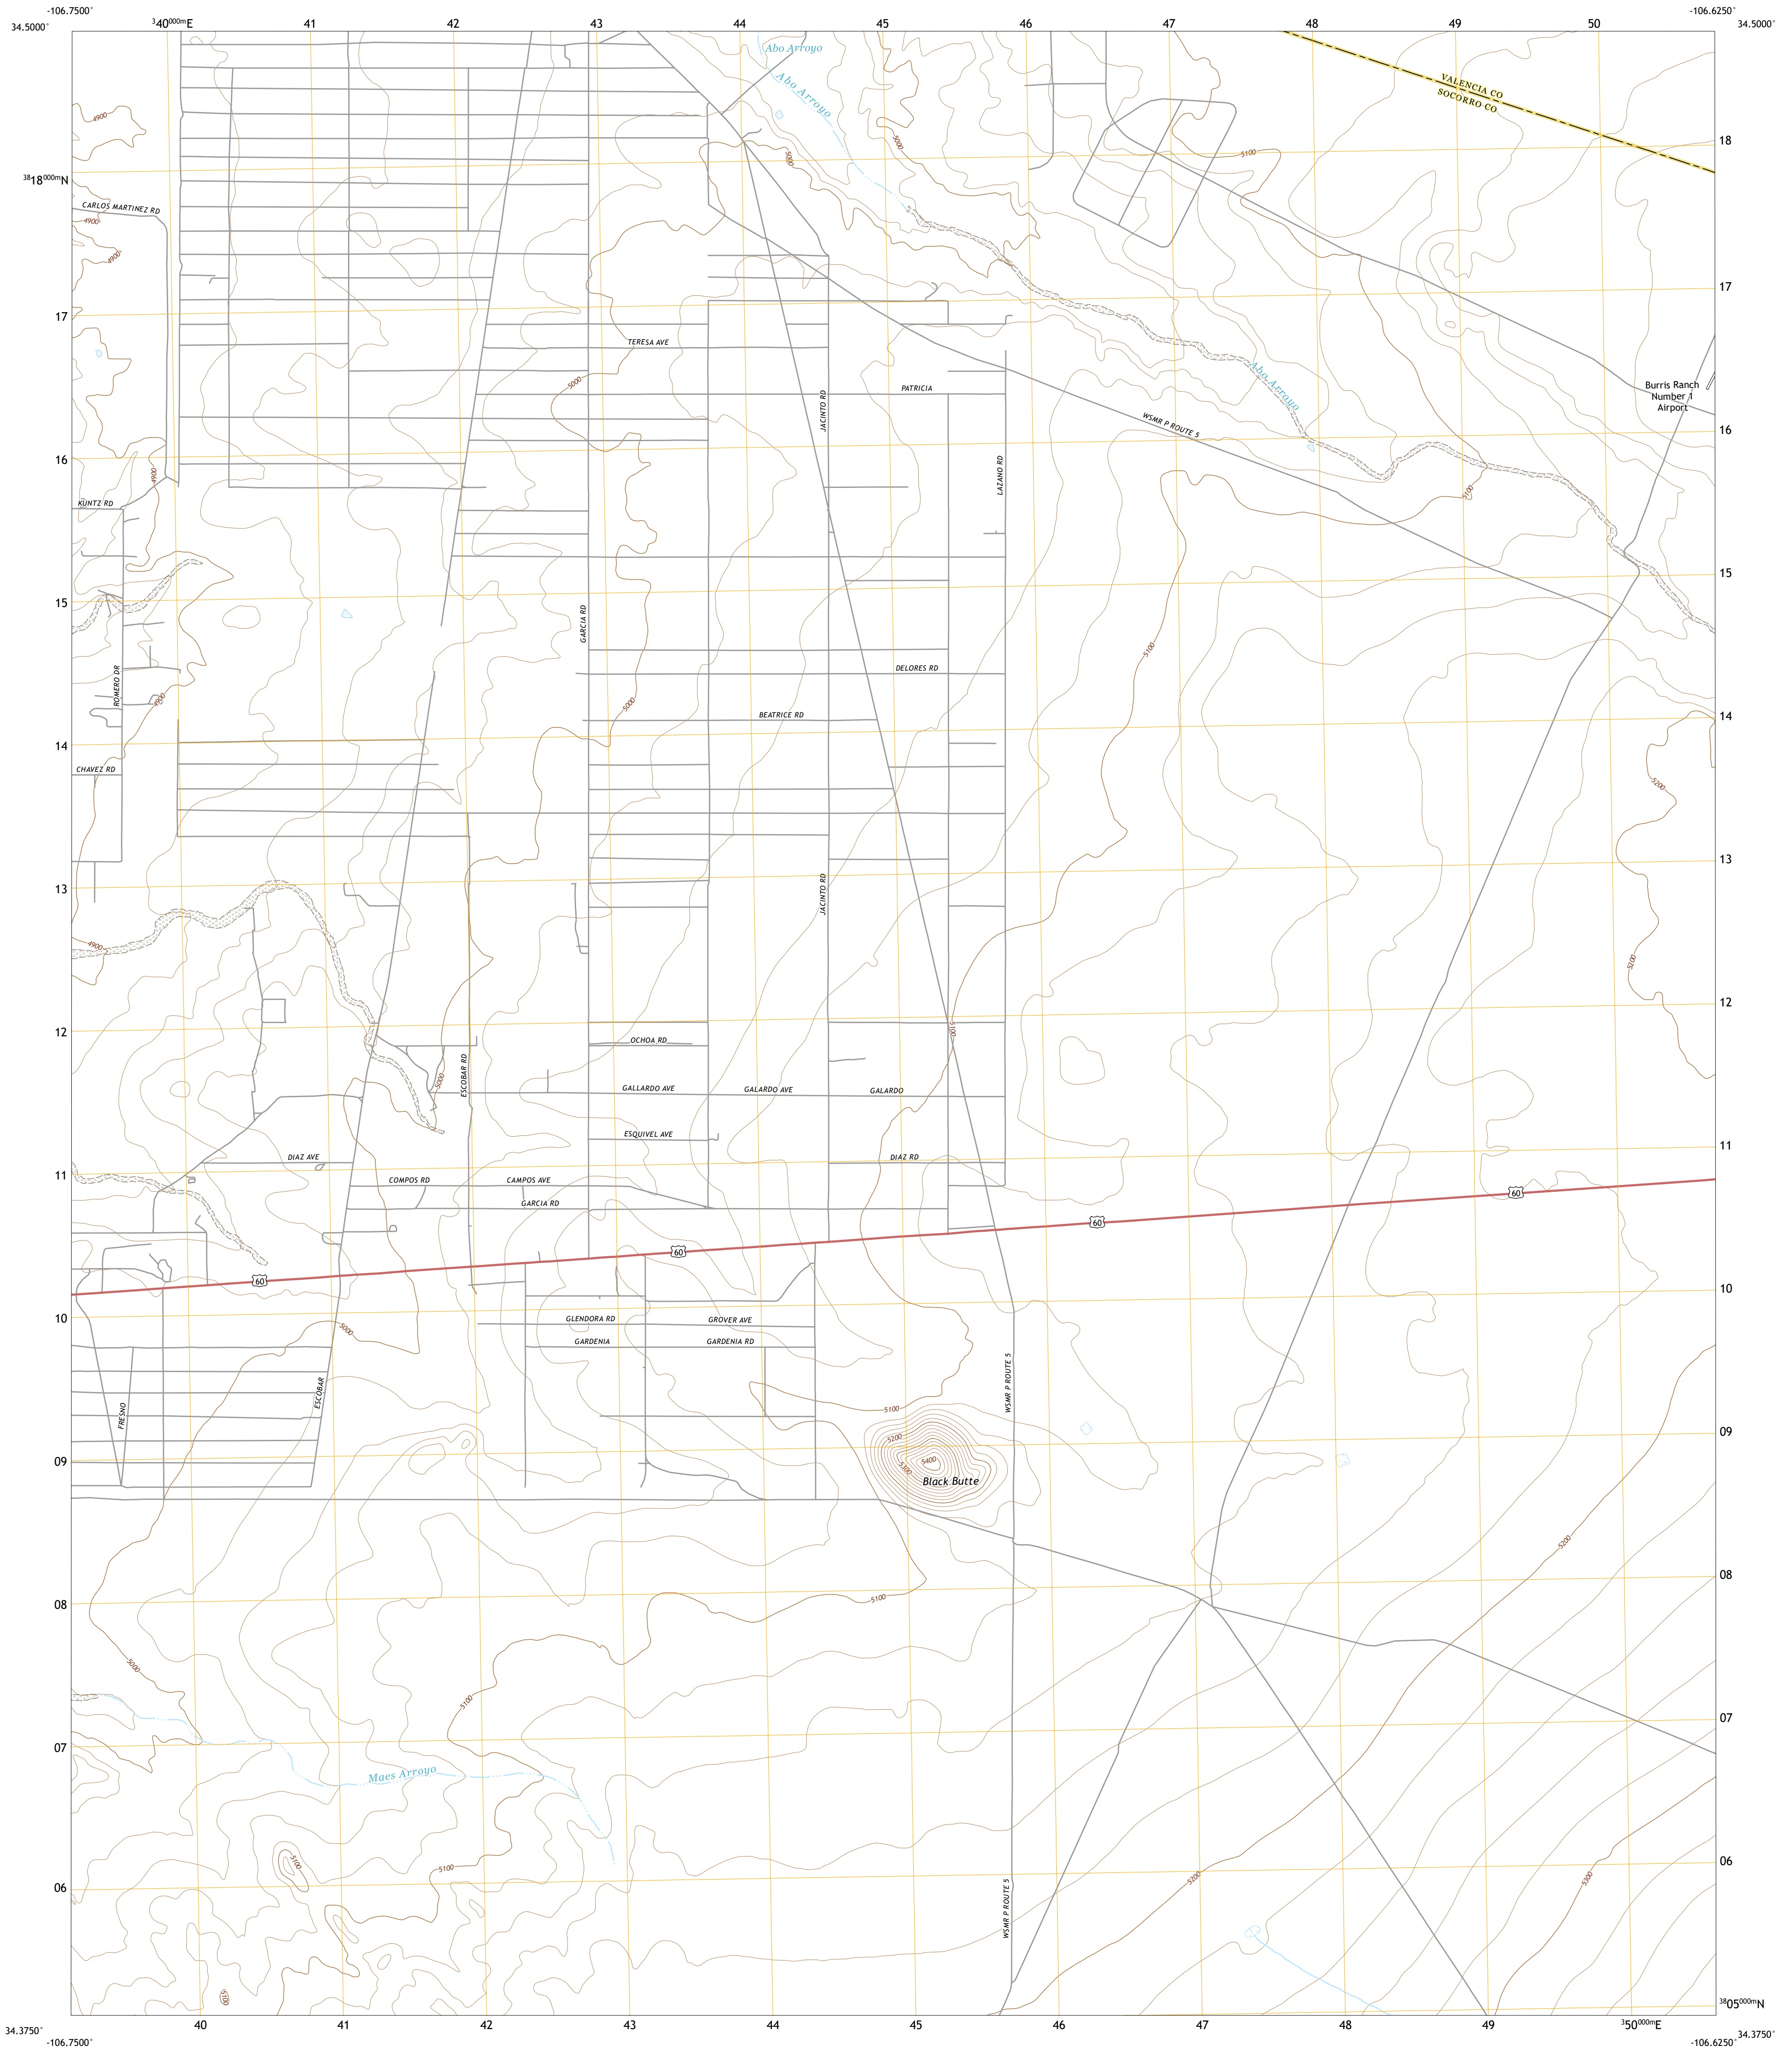 -106.7500°
-106.6250°
34.5000°
³40⁰⁰⁰ᵐE
41
42
43
44
45
46
47
48
49
50
34.5000°
Abo Arroyo
Abo Arroyo
VALENCIA CO
SOCORRO CO
4900
5000
5000
5100
18
³⁸18⁰⁰⁰ᵐN
CARLOS MARTINEZ RD
4900
4900
17
17
TERESA AVE
5000
Abo Arroyo
PATRICIA
JACINTO RD
Burris Ranch
Number 1
Airport
WSMR P ROUTE 5
16
16
4900
LAZANO RD
5100
KUNTZ RD
15
15
GARCIA RD
5100
DELORES RD
ROMERO DR
4900
5000
BEATRICE RD
14
14
CHAVEZ RD
5200
13
13
JACINTO RD
4900
5200
12
12
5100
OCHOA RD
ESCOBAR RD
5000
GALLARDO AVE
GALARDO AVE
GALARDO
ESQUIVEL AVE
11
DIAZ AVE
DIAZ RD
11
COMPOS RD
CAMPOS AVE
60
GARCIA RD
60
60
60
10
10
GLENDORA RD
GROVER AVE
5000
GARDENIA
GARDENIA RD
WSMR P ROUTE 5
ESCOBAR
FRESNO
5100
09
5200
5400
5300
09
Black Butte
5200
08
08
5100
5000
5100
07
07
Maes Arroyo
5100
5100
06
06
5200
5300
WSMR P ROUTE 5
5100
³⁸05⁰⁰⁰ᵐN
34.3750°
40
41
42
43
44
45
46
47
48
49
³50⁰⁰⁰ᵐE
34.3750°
-106.7500°
-106.6250°